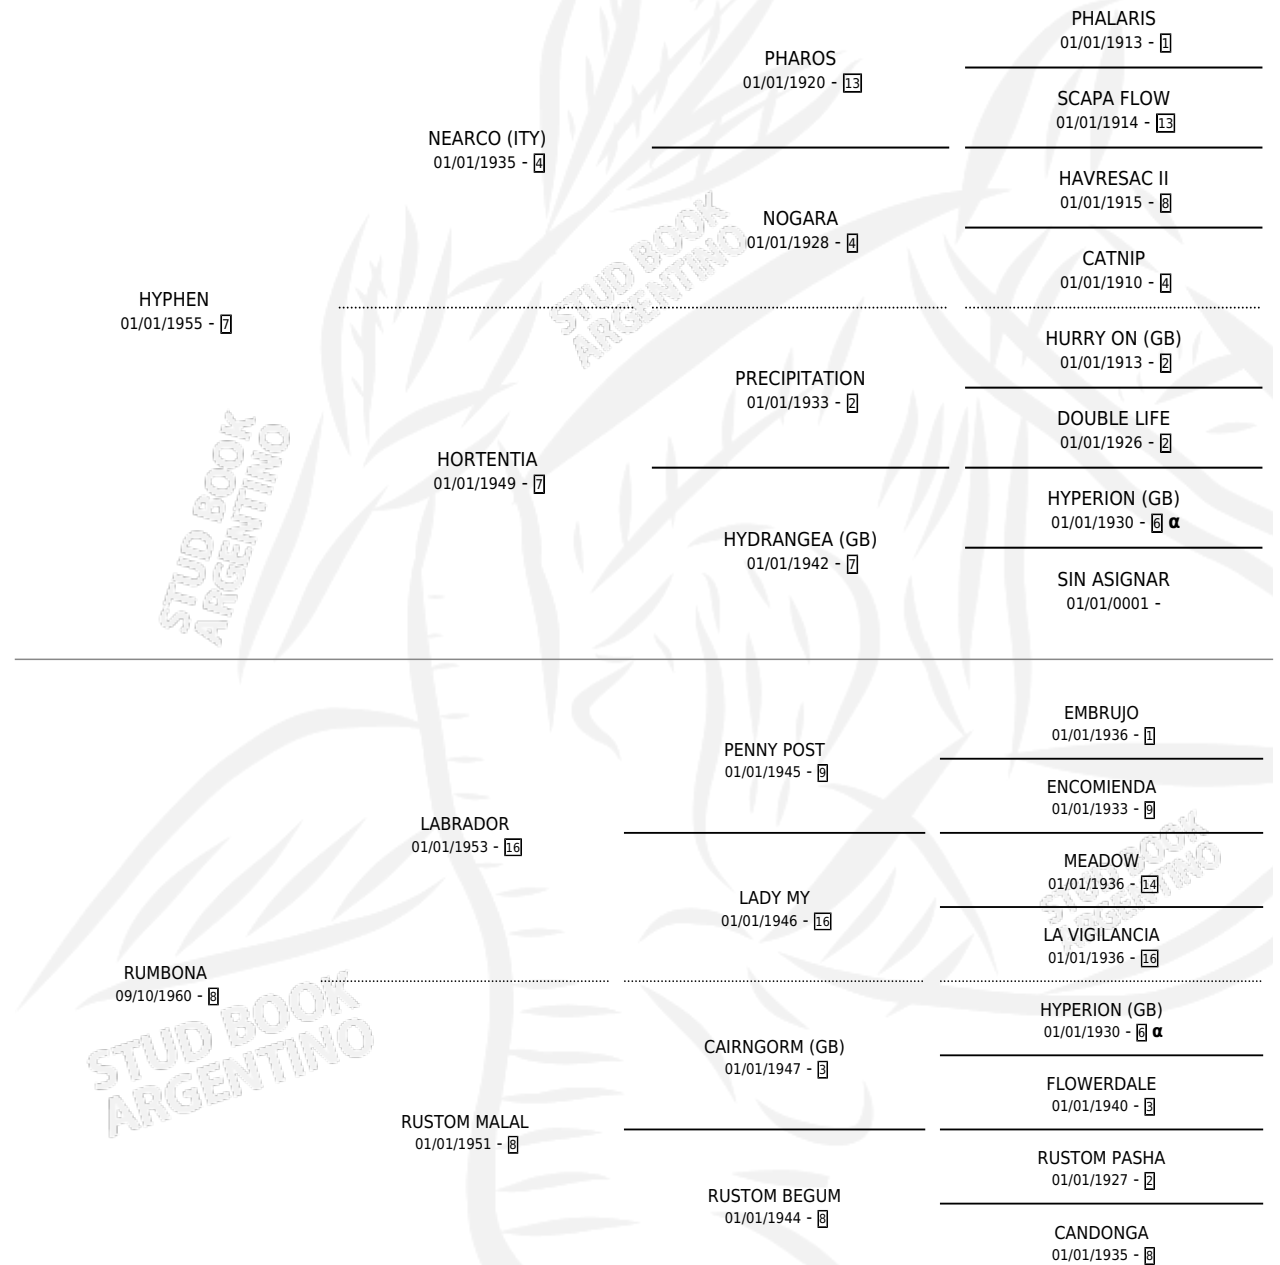 PHALARIS
01/01/1913 - 1
PHAROS
01/01/1920 - 13
SCAPA FLOW
01/01/1914 - 13
NEARCO (ITY)
01/01/1935 - 4
HAVRESAC II
01/01/1915 - 8
NOGARA
01/01/1928 - 4
CATNIP
01/01/1910 - 4
HYPHEN
01/01/1955 - 7
HURRY ON (GB)
01/01/1913 - 2
PRECIPITATION
01/01/1933 - 2
DOUBLE LIFE
01/01/1926 - 2
HORTENTIA
01/01/1949 - 7
HYPERION (GB)
01/01/1930 - 6 α
HYDRANGEA (GB)
01/01/1942 - 7
SIN ASIGNAR
01/01/0001 -
EMBRUJO
01/01/1936 - 1
PENNY POST
01/01/1945 - 9
ENCOMIENDA
01/01/1933 - 9
LABRADOR
01/01/1953 - 16
MEADOW
01/01/1936 - 14
LADY MY
01/01/1946 - 16
LA VIGILANCIA
01/01/1936 - 16
RUMBONA
09/10/1960 - 8
HYPERION (GB)
01/01/1930 - 6 α
CAIRNGORM (GB)
01/01/1947 - 3
FLOWERDALE
01/01/1940 - 3
RUSTOM MALAL
01/01/1951 - 8
RUSTOM PASHA
01/01/1927 - 2
RUSTOM BEGUM
01/01/1944 - 8
CANDONGA
01/01/1935 - 8
STUD BOOK
ARGENTINO
STUD BOOK
ARGENTINO
STUD BOOK
ARGENTINO
STUD BOOK
ARGENTINO